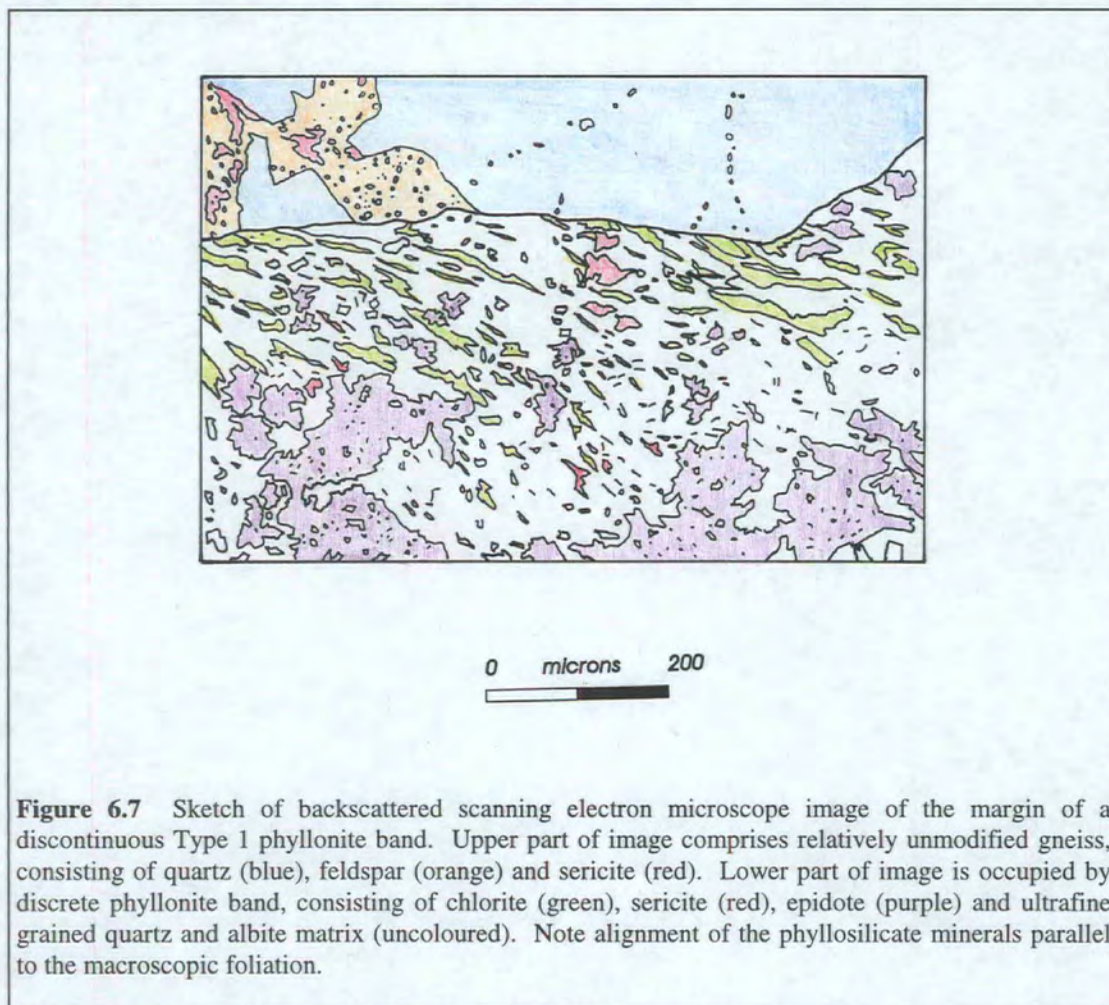 0 microns 200
Figure 6.7 Sketch of backscattered scanning electron microscope image of the margin of a
discontinuous Type 1 phyllonite band. Upper part of image comprises relatively unmodified gneiss,
consisting of quartz (blue), feldspar (orange) and sericite (red). Lower part of image is occupied by
discrete phyllonite band, consisting of chlorite (green), sericite (red), epidote (purple) and ultrafine
grained quartz and albite matrix (uncoloured). Note alignment of the phyllosilicate minerals parallel
to the macroscopic foliation.